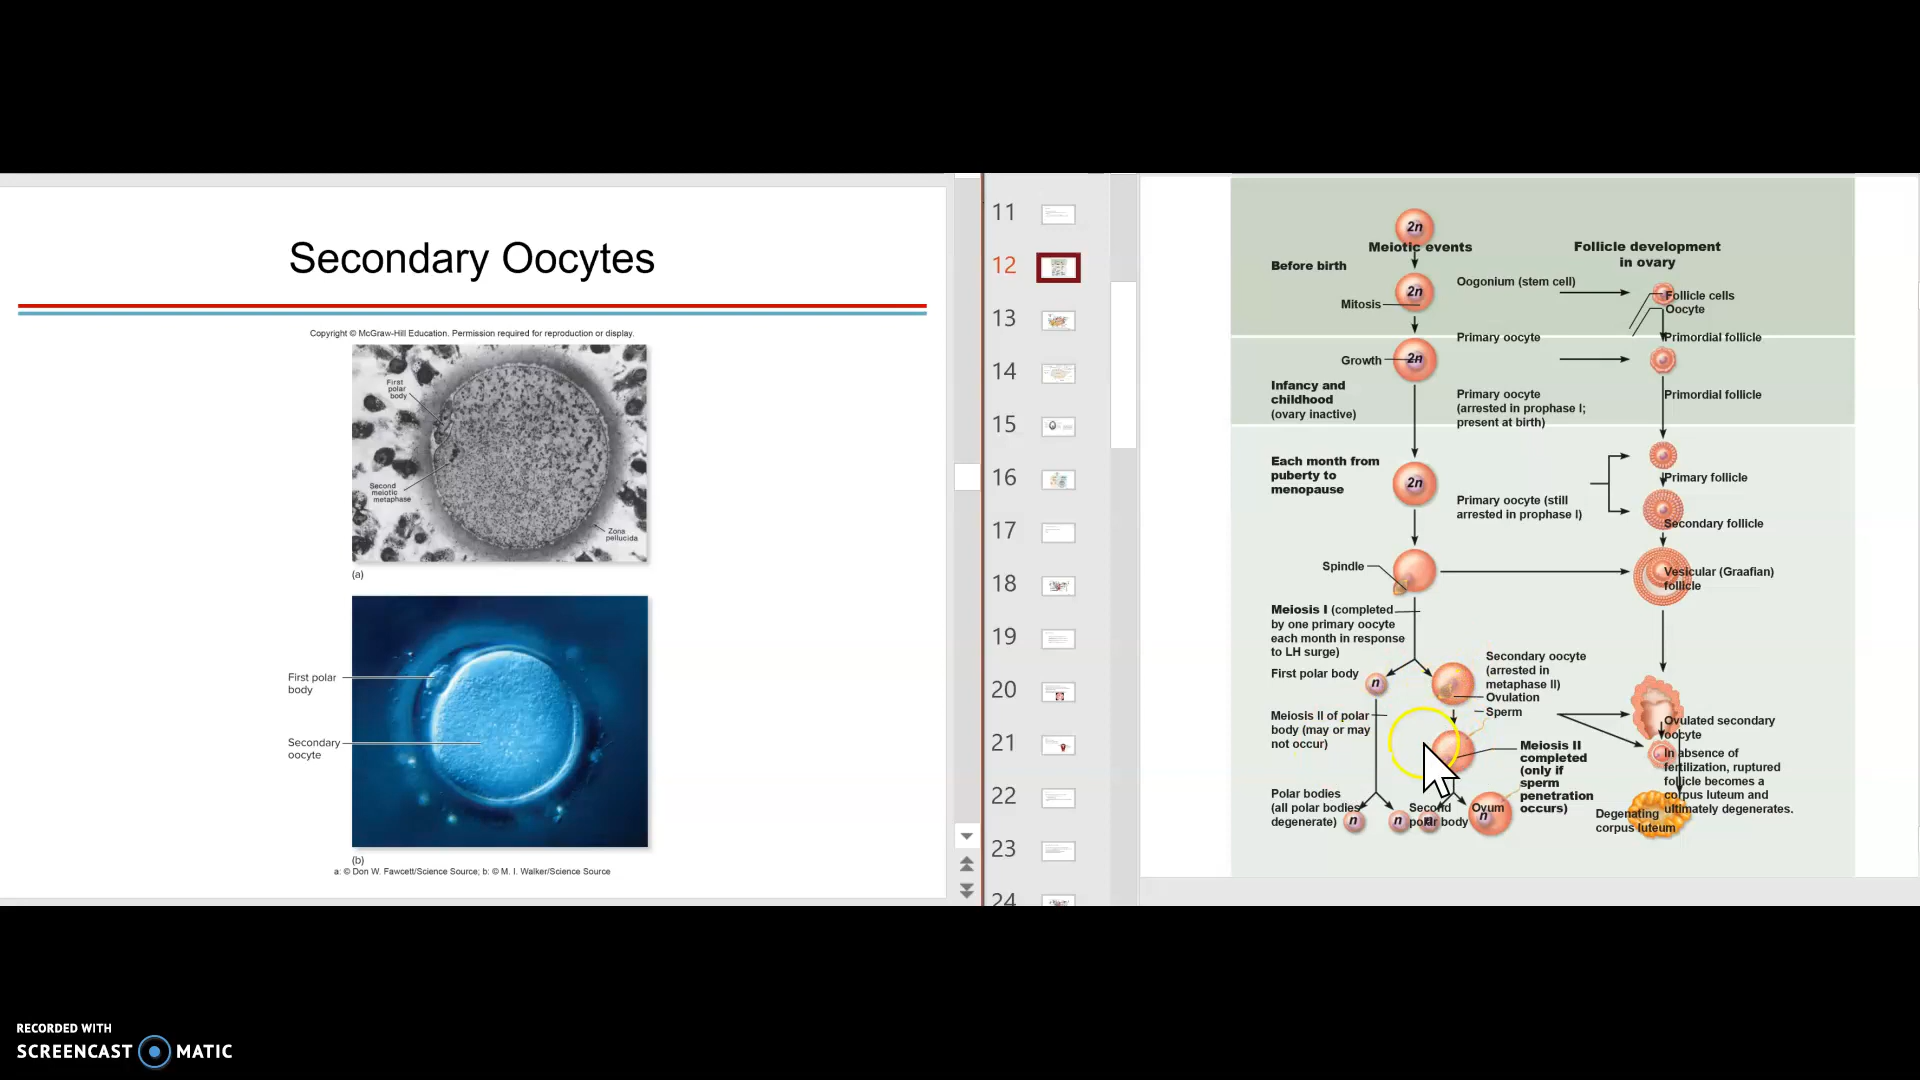 Secondary Oocytes
Copyright © McGraw-Hill Education. Permission required for reproduction or display.
First
polar
body
Second
meiotic
metaphase
Zona
pellucida
(a)
First polar
body
Secondary
oocyte
(b)
a: © Don W. Fawcett/Science Source; b: © M. I. Walker/Science Source
11
12
13
14
15
16
17
18
19
20
21
22
23
24
2n
Meiotic events
Follicle development
in ovary
Before birth
2n
Oogonium (stem cell)
Mitosis
Follicle cells
Oocyte
Primary oocyte
Primordial follicle
Growth
2n
Infancy and
childhood
(ovary inactive)
Primary oocyte
(arrested in prophase I;
present at birth)
Primordial follicle
Each month from
puberty to
menopause
2n
Primary oocyte (still
arrested in prophase I)
Primary follicle
Secondary follicle
Spindle
Vesicular (Graafian)
follicle
Meiosis I (completed
by one primary oocyte
each month in response
to LH surge)
First polar body
n
Secondary oocyte
(arrested in
metaphase II)
Ovulation
Sperm
Meiosis II of polar
body (may or may
not occur)
Ovulated secondary
oocyte
Meiosis II
completed
(only if
sperm
penetration
occurs)
In absence of
fertilization, ruptured
follicle becomes a
corpus luteum and
ultimately degenerates.
Polar bodies
(all polar bodies
degenerate)
n
n
Second
polar body
n
Ovum
n
Degenating
corpus luteum
RECORDED WITH
SCREENCAST MATIC